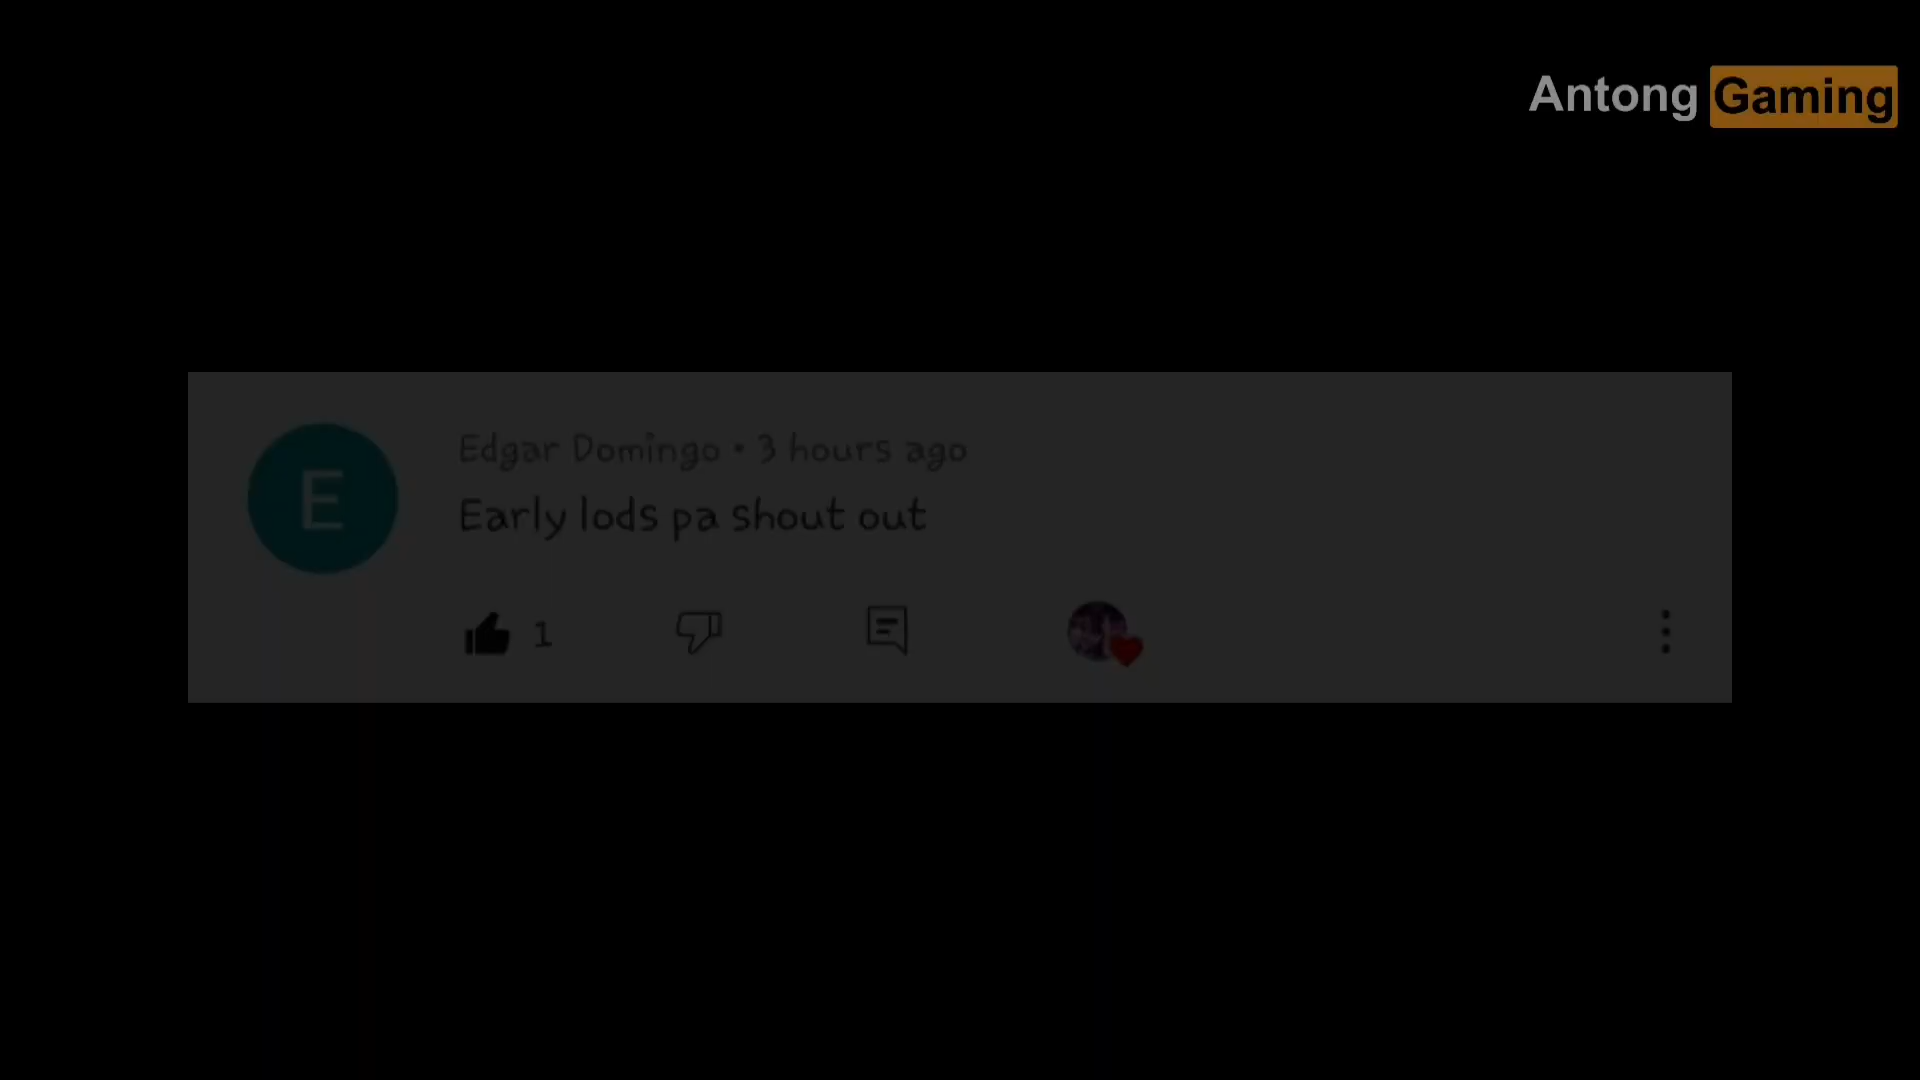 Antong Gaming
E
Edgar Domingo • 3 hours ago
Early lods pa shout out
1